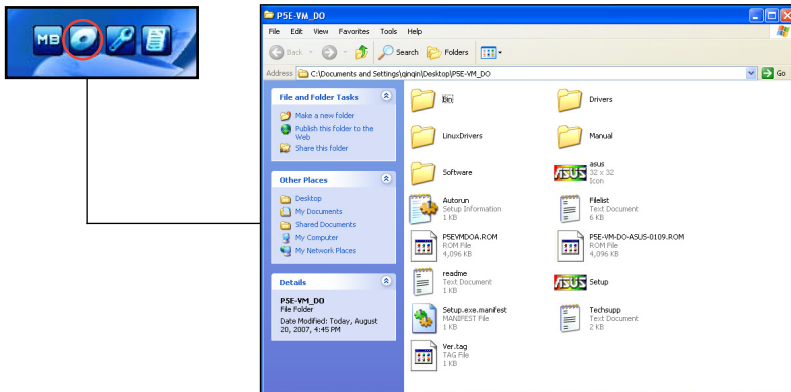 MB
P5E-VM_DO
File Edit View Favorites Tools Help
Back Search Folders
Address C:\Documents and Settings\qinqin\Desktop\P5E-VM_DO Go
File and Folder Tasks
Make a new folder
Publish this folder to the
Web
Share this folder
Other Places
Desktop
My Documents
Shared Documents
My Computer
My Network Places
Details
P5E-VM_DO
File Folder
Date Modified: Today, August
20, 2007, 4:45 PM
Bin
Drivers
LinuxDrivers
Manual
Software
ASUS
asus
32 x 32
Icon
Autorun
Setup Information
1 KB
Filelist
Text Document
6 KB
P5EVMDOA.ROM
ROM File
4,096 KB
P5E-VM-DO-ASUS-0109.ROM
ROM File
4,096 KB
readme
Text Document
1 KB
ASUS
Setup
Setup.exe.manifest
MANIFEST File
1 KB
Techsupp
Text Document
2 KB
Ver.tag
TAG File
1 KB